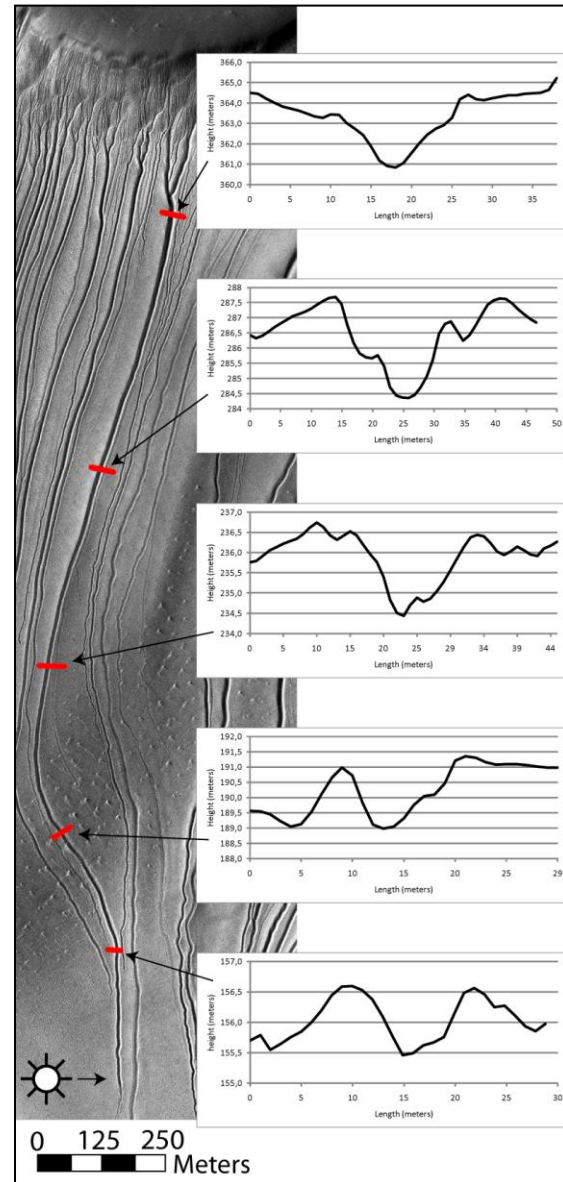 366,0
365,0
364,0
363,0
362,0
361,0
360,0
Height (meters)
0 5 10 15 20 25 30 35
Length (meters)
288
287,5
287
286,5
286
285,5
285
284,5
284
Height (meters)
0 5 10 15 20 25 30 35 40 45 50
Length (meters)
237,0
236,5
236,0
235,5
235,0
234,5
234,0
Height (meters)
0 5 10 15 19 25 29 34 39 44
Length (meters)
192,0
191,5
191,0
190,5
190,0
189,5
189,0
188,5
188,0
Height (meters)
0 5 10 15 20 25 29
Length (meters)
157,0
156,5
156,0
155,5
155,0
height (meters)
0 5 10 15 20 25 30
Length (meters)
0 125 250
Meters